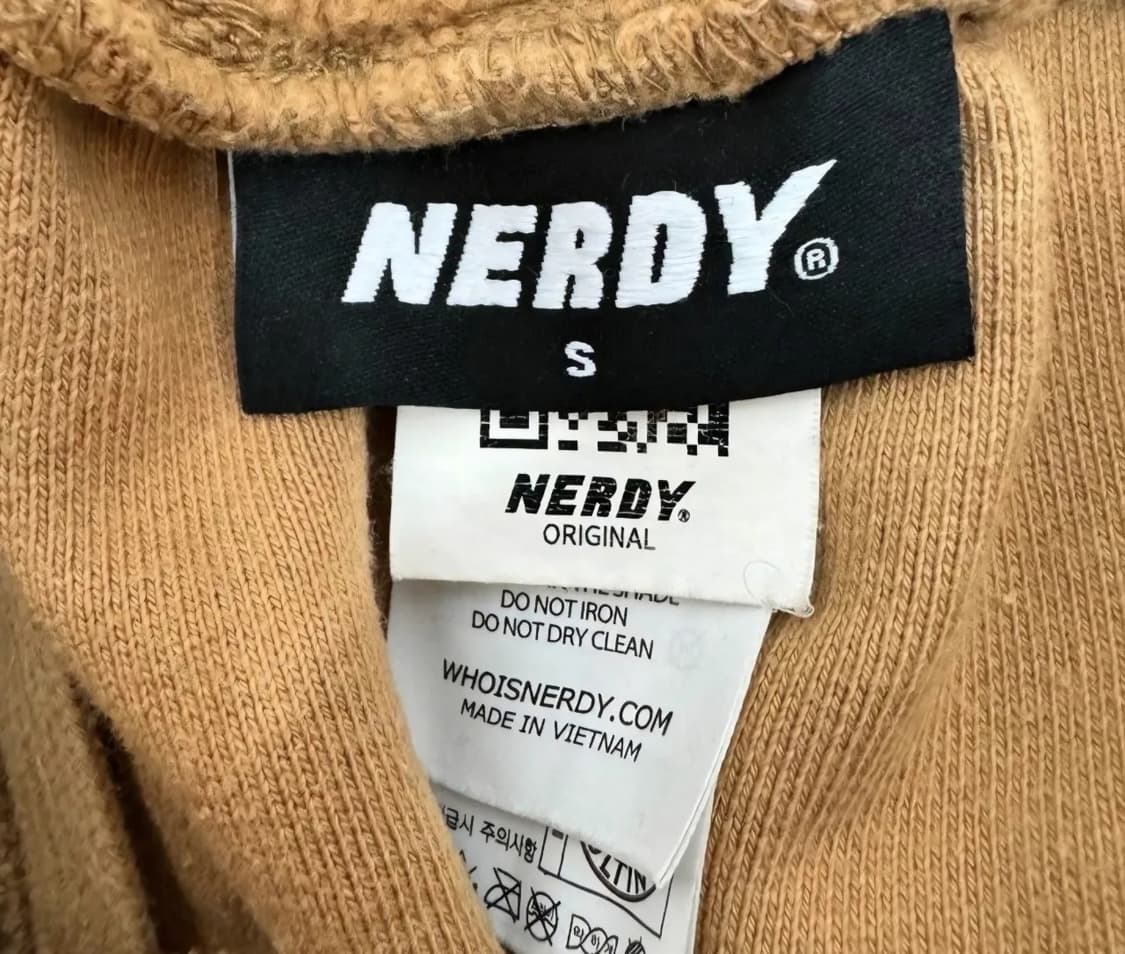 NERDY®
S
NERDY®
ORIGINAL
DO NOT IRON
DO NOT DRY CLEAN
WHOISNERDY.COM
MADE IN VIETNAM
주의사항